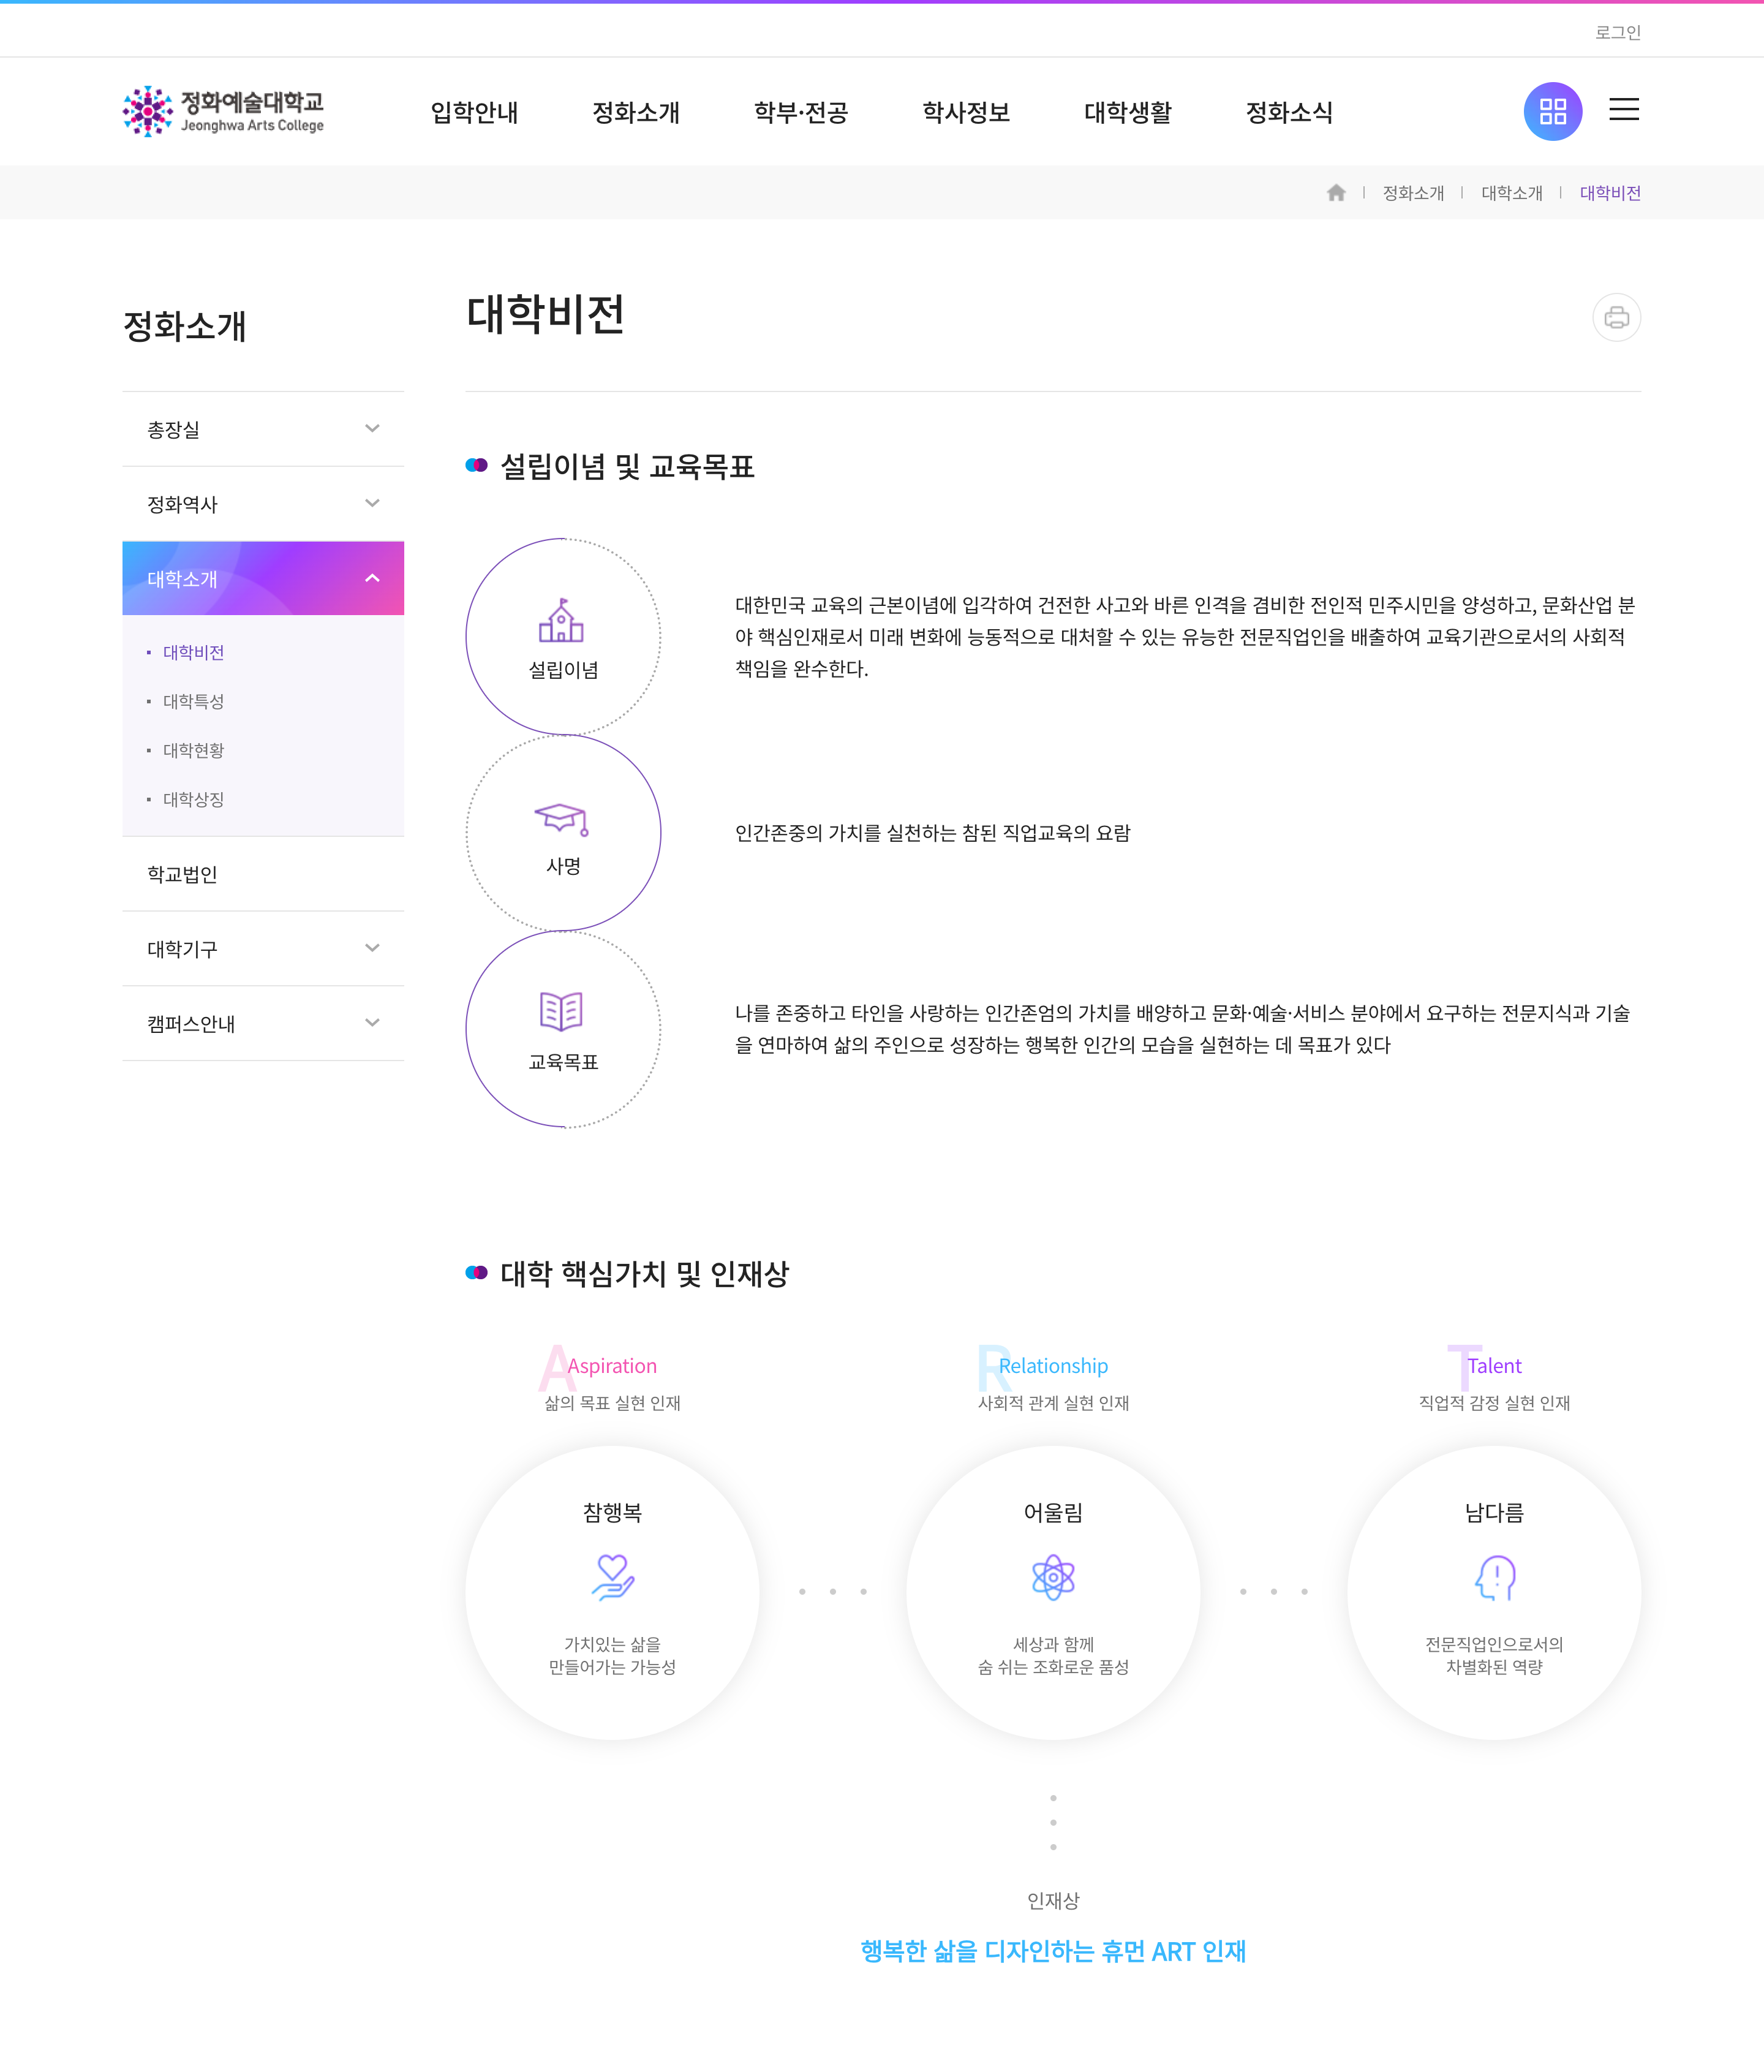 로그인
정화예술대학교
Jeonghwa Arts College
입학안내
정화소개
학부·전공
학사정보
대학생활
정화소식
정화소개
대학소개
대학비전
정화소개
총장실
정화역사
대학소개
대학비전
대학특성
대학현황
대학상징
학교법인
대학기구
캠퍼스안내
대학비전
설립이념 및 교육목표
설립이념
대한민국 교육의 근본이념에 입각하여 건전한 사고와 바른 인격을 겸비한 전인적 민주시민을 양성하고, 문화산업 분
야 핵심인재로서 미래 변화에 능동적으로 대처할 수 있는 유능한 전문직업인을 배출하여 교육기관으로서의 사회적
책임을 완수한다.
사명
인간존중의 가치를 실천하는 참된 직업교육의 요람
교육목표
나를 존중하고 타인을 사랑하는 인간존엄의 가치를 배양하고 문화·예술·서비스 분야에서 요구하는 전문지식과 기술
을 연마하여 삶의 주인으로 성장하는 행복한 인간의 모습을 실현하는 데 목표가 있다
대학 핵심가치 및 인재상
A
Aspiration
삶의 목표 실현 인재
참행복
가치있는 삶을
만들어가는 가능성
R
Relationship
사회적 관계 실현 인재
어울림
세상과 함께
숨 쉬는 조화로운 품성
T
Talent
직업적 감정 실현 인재
남다름
전문직업인으로서의
차별화된 역량
인재상
행복한 삶을 디자인하는 휴먼 ART 인재